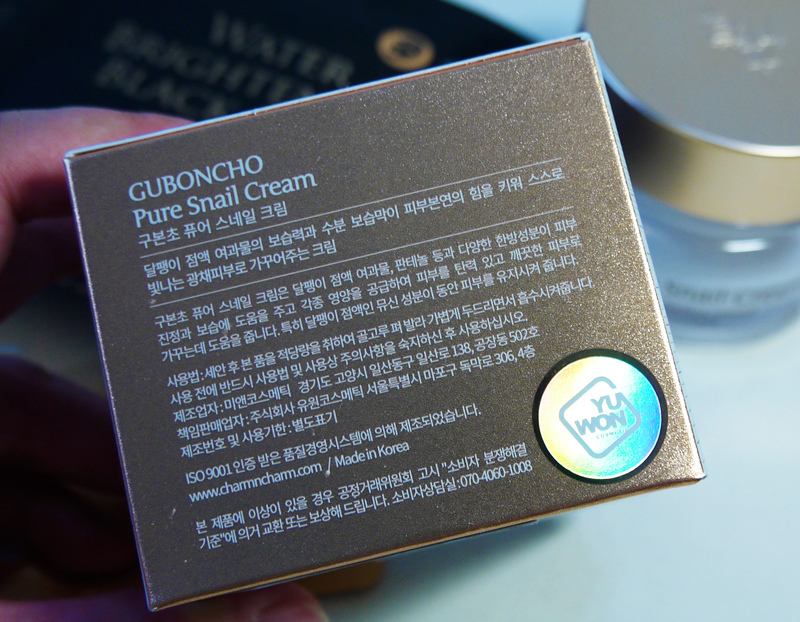 WATER
BRIGHTEN
BLACK
GUBONCHO
Pure Snail Cream
구본초 퓨어 스네일 크림
달팽이 점액 여과물의 보습력과 수분 보습막이 피부본연의 힘을 키워 스스로
빛나는 광채피부로 가꾸어주는 크림
구본초 퓨어 스네일 크림은 달팽이 점액 여과물, 판테놀 등과 다양한 한방성분이 피부
진정과 보습에 도움을 주고 각종 영양을 공급하여 피부를 탄력 있고 깨끗한 피부로
가꾸는데 도움을 줍니다. 특히 달팽이 점액인 뮤신 성분이 동안 피부를 유지시켜 줍니다.
사용법 : 세안 후 본 품을 적당량을 취하여 골고루 펴 발라 가볍게 두드리면서 흡수시켜줍니다.
사용 전에 반드시 사용법 및 사용상 주의사항을 숙지하신 후 사용하십시오.
제조업자 : 미앤코스메틱 경기도 고양시 일산동구 일산로 138, 공정동 502호
책임판매업자 : 주식회사 유원코스메틱 서울특별시 마포구 독막로 306, 4층
제조번호 및 사용기한 : 별도표기
ISO 9001 인증 받은 품질경영시스템에 의해 제조되었습니다.
www.charmncharm.com / Made in Korea
본 제품에 이상이 있을 경우 공정거래위원회 고시 "소비자 분쟁해결
기준"에 의거 교환 또는 보상해 드립니다. 소비자상담실 : 070-4060-1008
YU
WON
COSMETIC